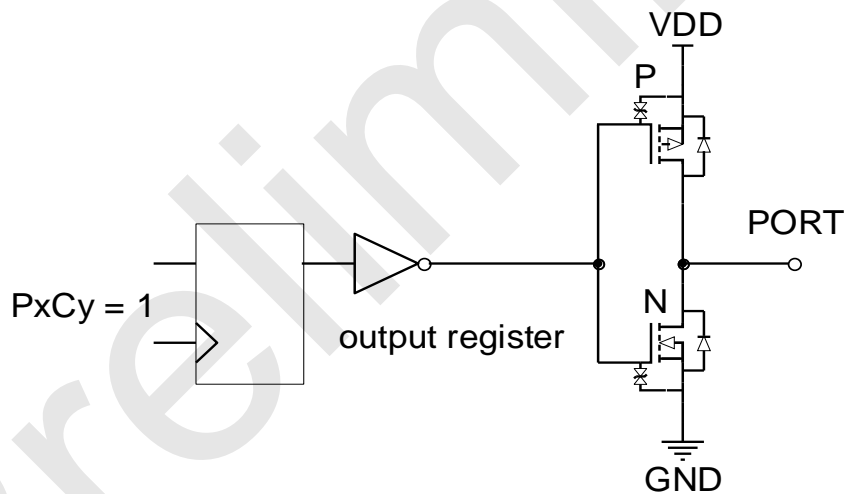 VDD
P
PORT
PxCy = 1
N
output register
GND